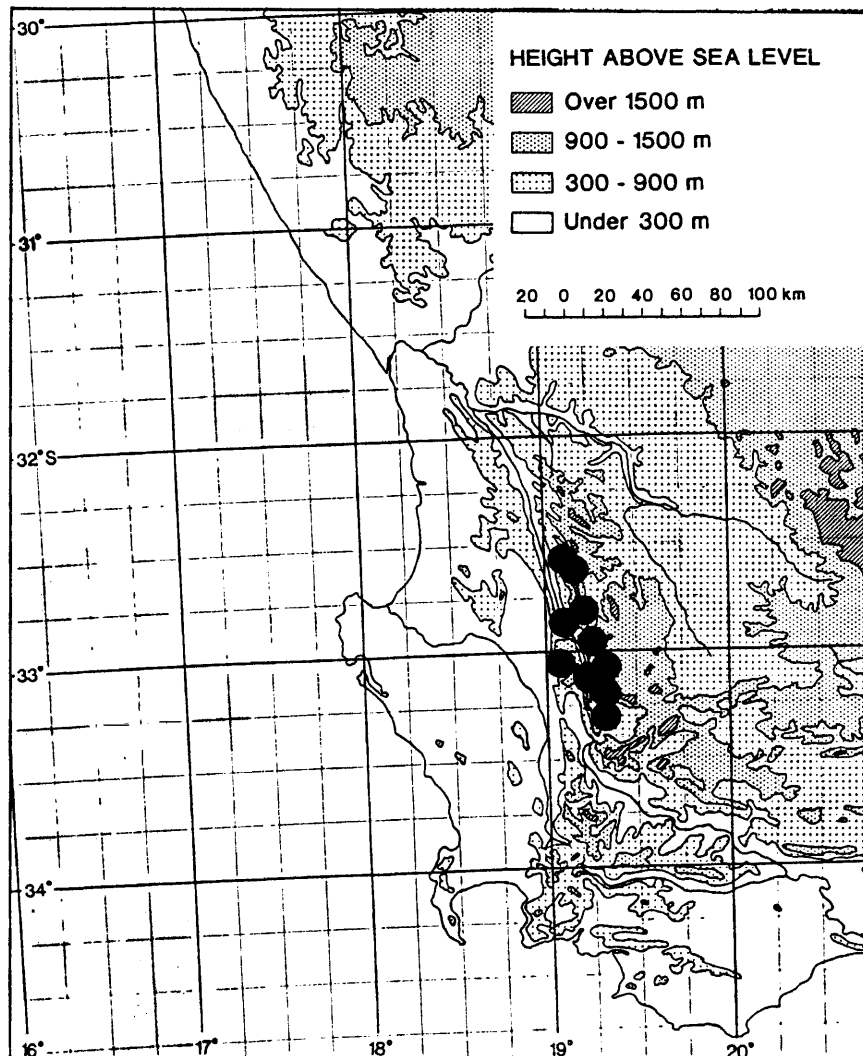 30°
HEIGHT ABOVE SEA LEVEL
Over 1500 m
900 - 1500 m
300 - 900 m
Under 300 m
31°
20 0 20 40 60 80 100 km
32°S
33°
34°
16° 17° 18° 19° 20°